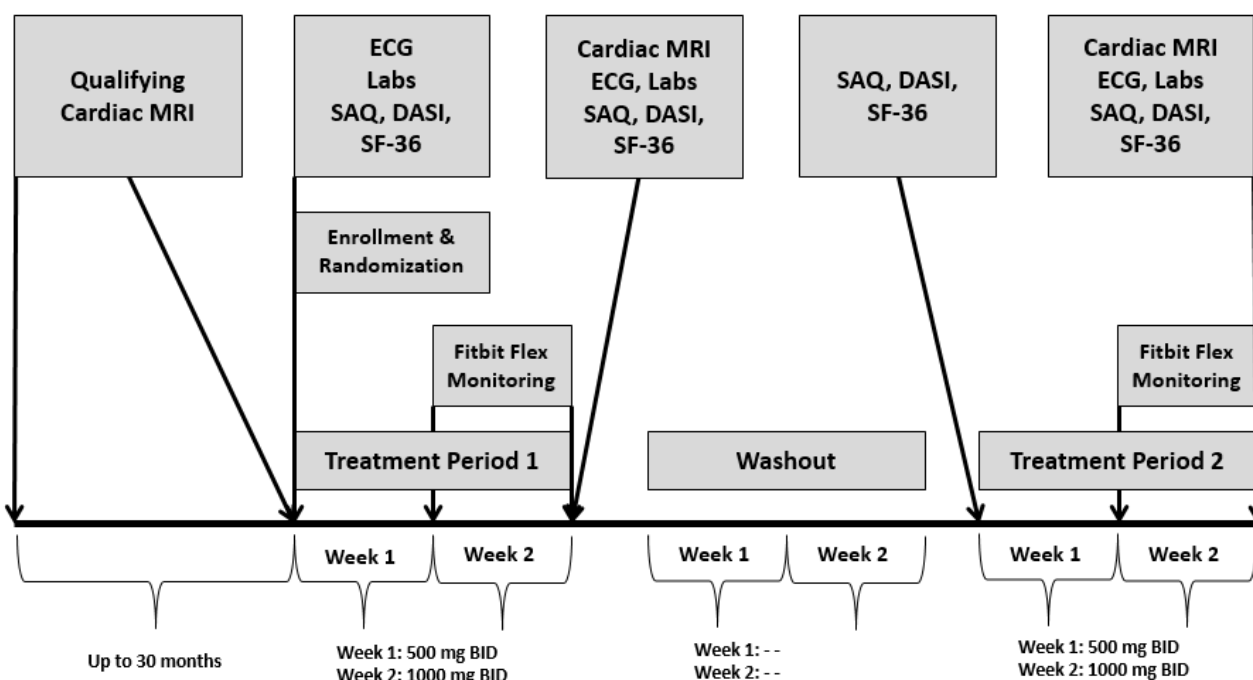 Qualifying
Cardiac MRI
ECG
Labs
SAQ, DASI,
SF-36
Cardiac MRI
ECG, Labs
SAQ, DASI,
SF-36
SAQ, DASI,
SF-36
Cardiac MRI
ECG, Labs
SAQ, DASI,
SF-36
Enrollment &
Randomization
Fitbit Flex
Monitoring
Fitbit Flex
Monitoring
Treatment Period 1
Washout
Treatment Period 2
Week 1
Week 2
Week 1
Week 2
Week 1
Week 2
Up to 30 months
Week 1: 500 mg BID
Week 2: 1000 mg BID
Week 1: - -
Week 2: - -
Week 1: 500 mg BID
Week 2: 1000 mg BID